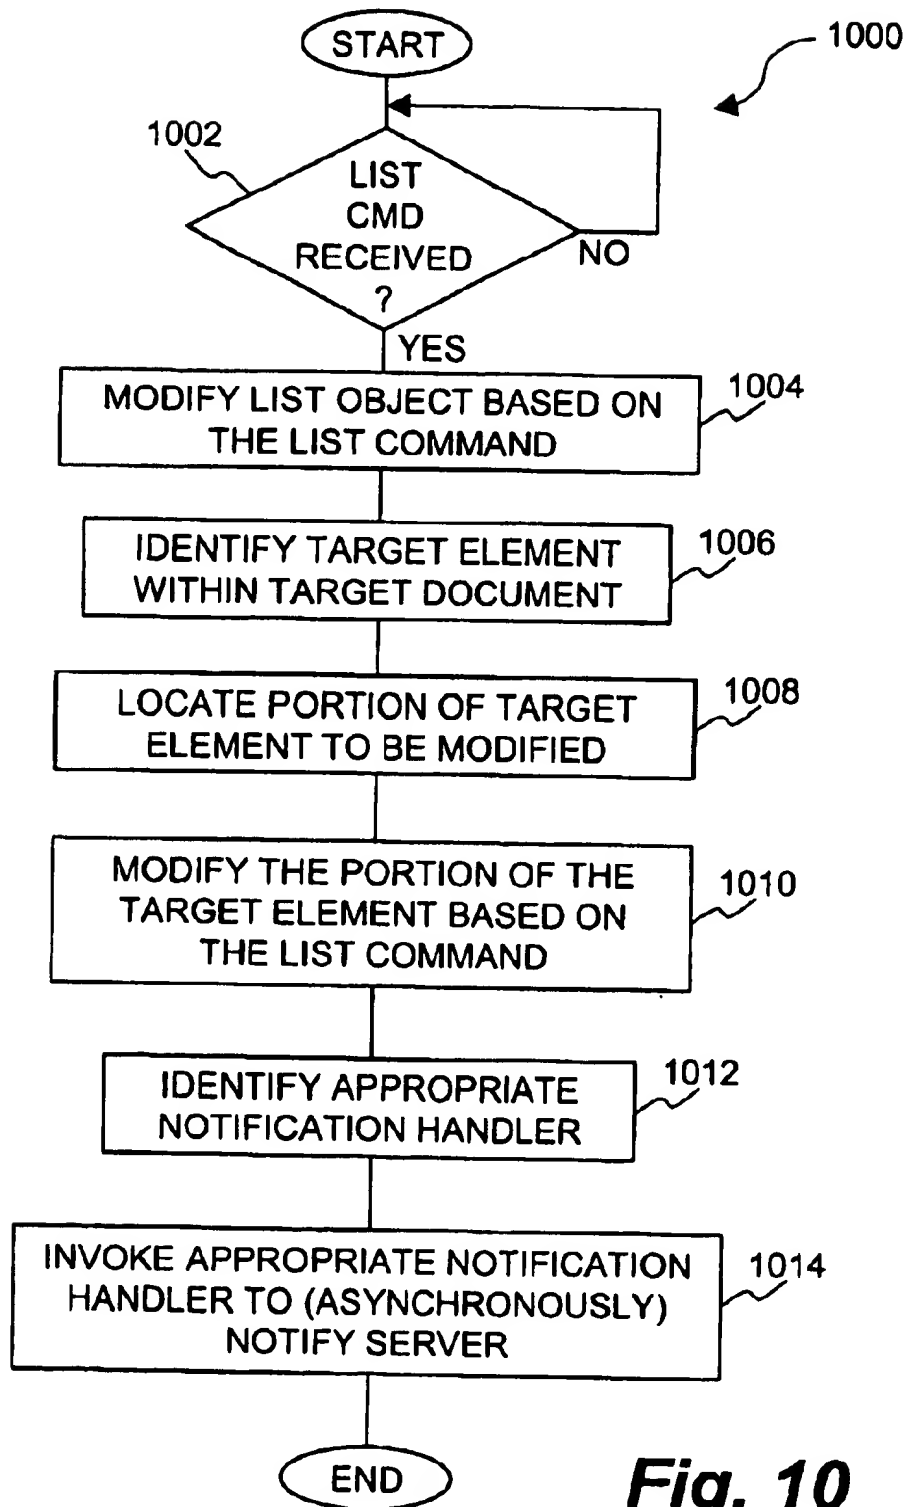 START
1000
1002
LIST
CMD
RECEIVED
?
NO
YES
MODIFY LIST OBJECT BASED ON
THE LIST COMMAND
1004
IDENTIFY TARGET ELEMENT
WITHIN TARGET DOCUMENT
1006
LOCATE PORTION OF TARGET
ELEMENT TO BE MODIFIED
1008
MODIFY THE PORTION OF THE
TARGET ELEMENT BASED ON
THE LIST COMMAND
1010
IDENTIFY APPROPRIATE
NOTIFICATION HANDLER
1012
INVOKE APPROPRIATE NOTIFICATION
HANDLER TO (ASYNCHRONOUSLY)
NOTIFY SERVER
1014
END
Fig. 10